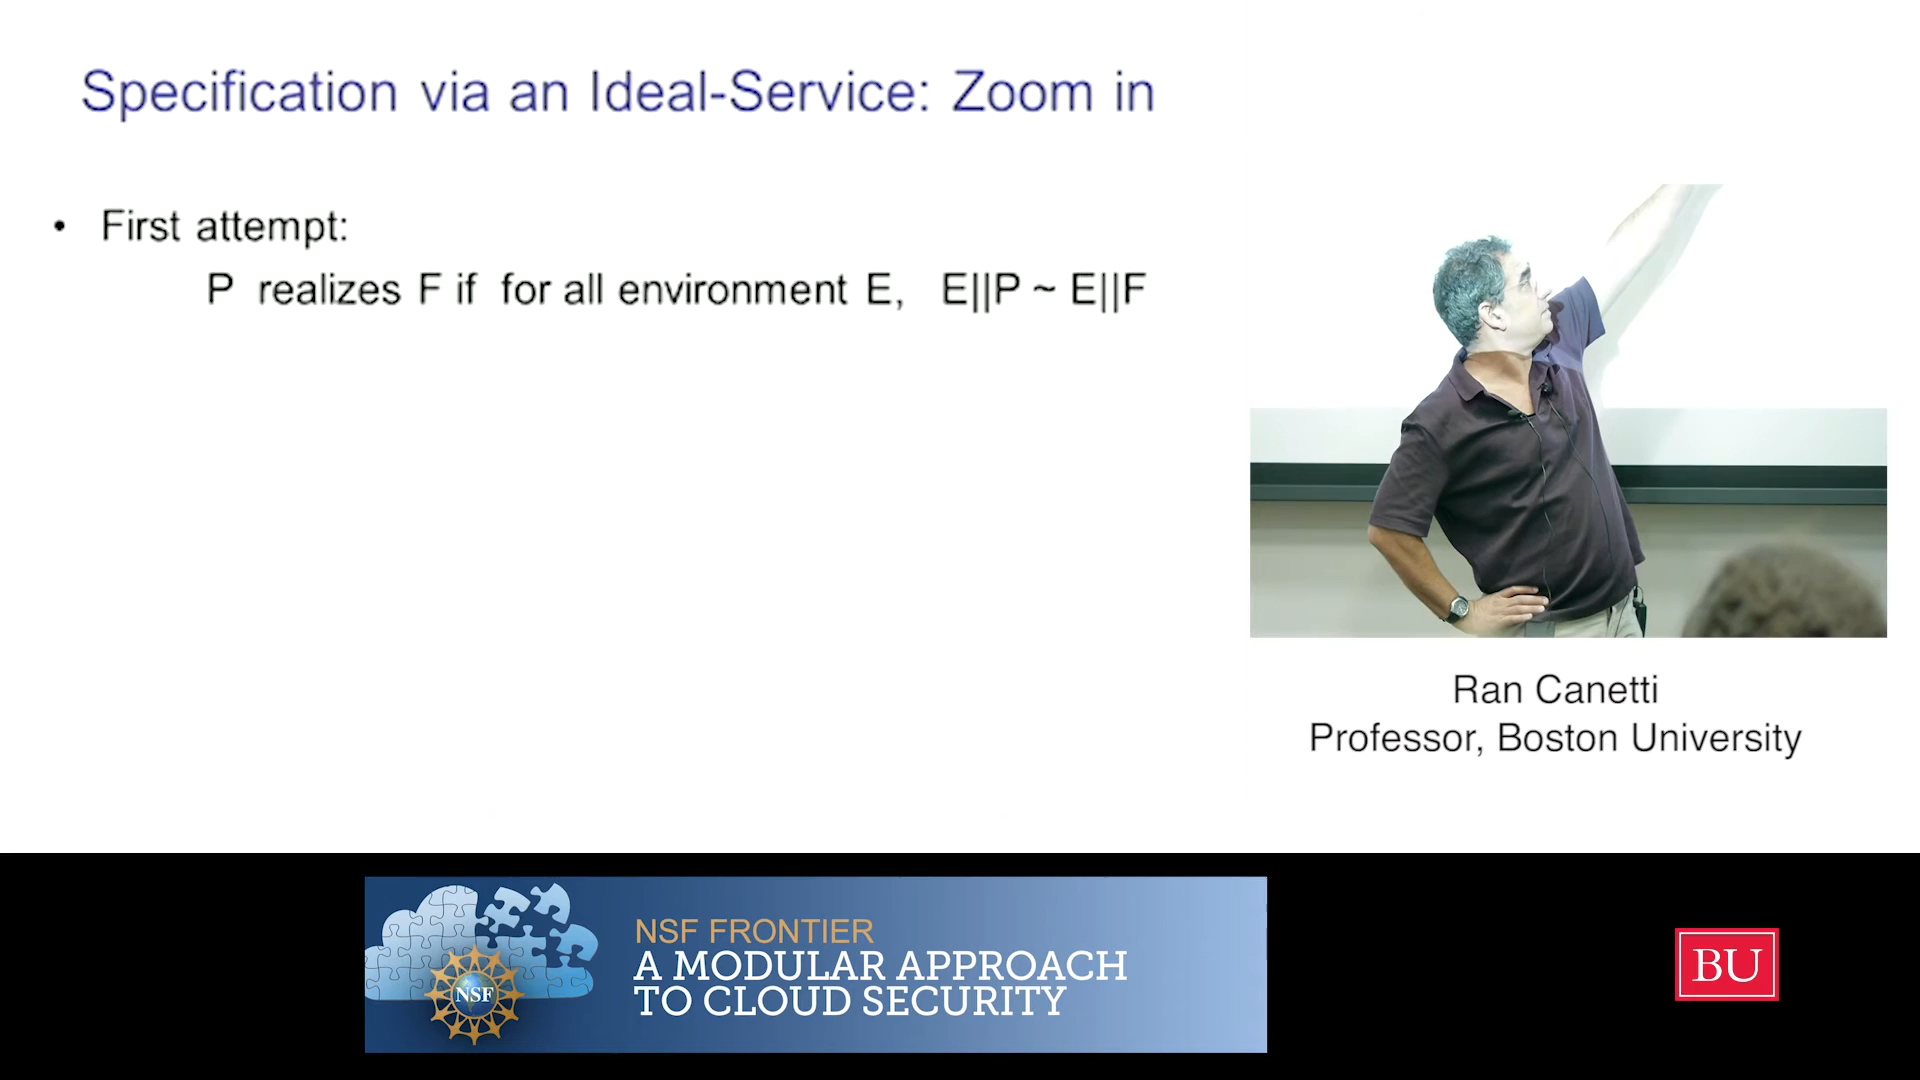 Specification via an Ideal-Service: Zoom in
• First attempt:
P realizes F if for all environment E, E||P ~ E||F
Ran Canetti
Professor, Boston University
NSF
NSF FRONTIER
A MODULAR APPROACH
TO CLOUD SECURITY
BU